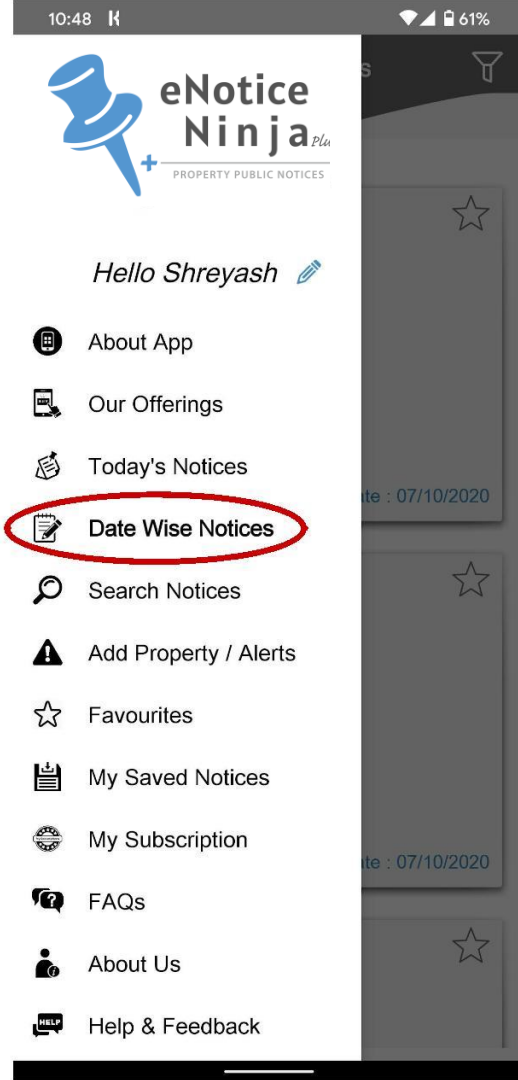 10:48
61%
eNotice
Ninja Plu
PROPERTY PUBLIC NOTICES
s
Hello Shreyash
About App
Our Offerings
Today's Notices
ate : 07/10/2020
Date Wise Notices
Search Notices
Add Property / Alerts
Favourites
My Saved Notices
My Subscription
ate : 07/10/2020
FAQs
About Us
HELP
Help & Feedback